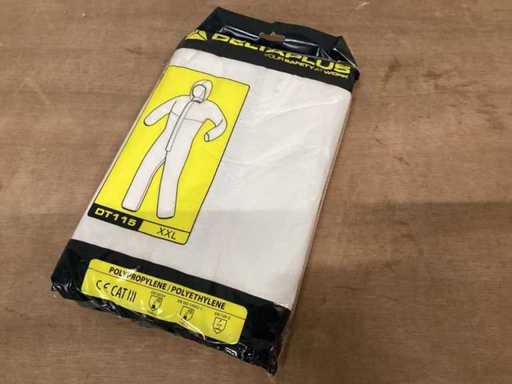 DELTAPLUS
YOUR SAFETY AT WORK
DT115
XXL
POLYPROPYLENE / POLYETHYLENE
CE CAT III